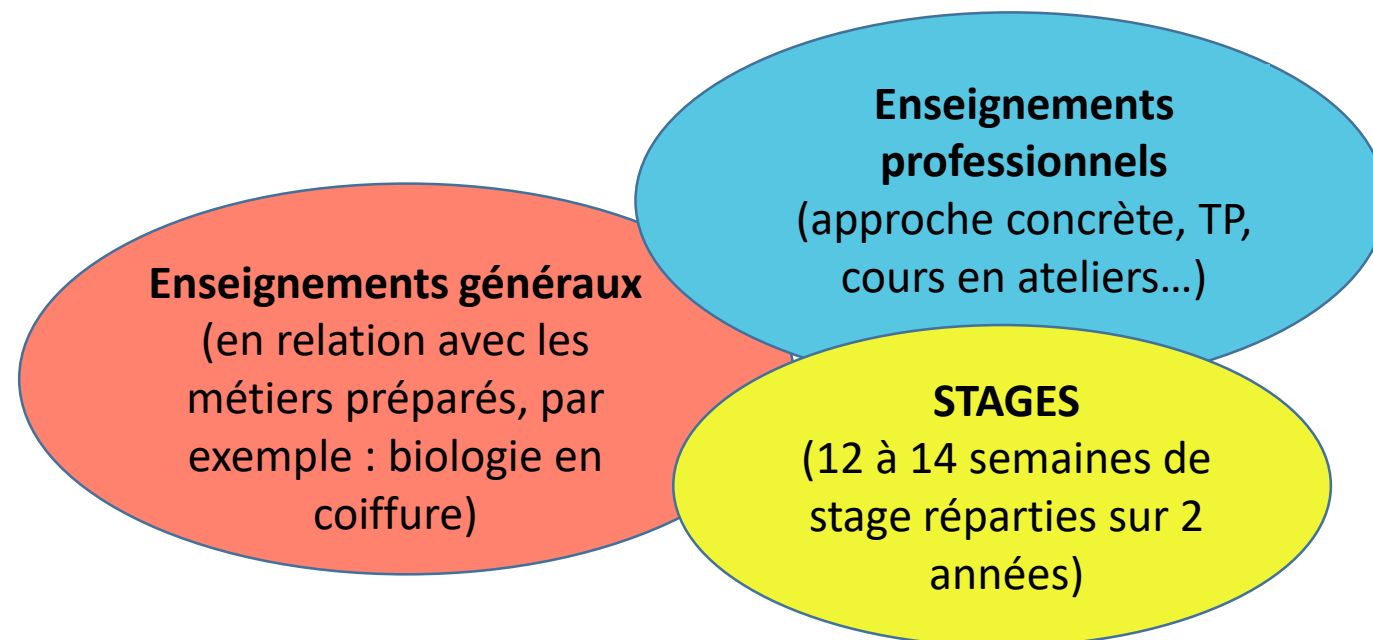 Enseignements
professionnels
(approche concrète, TP,
cours en ateliers…)
Enseignements généraux
(en relation avec les
métiers préparés, par
exemple : biologie en
coiffure)
STAGES
(12 à 14 semaines de
stage réparties sur 2
années)